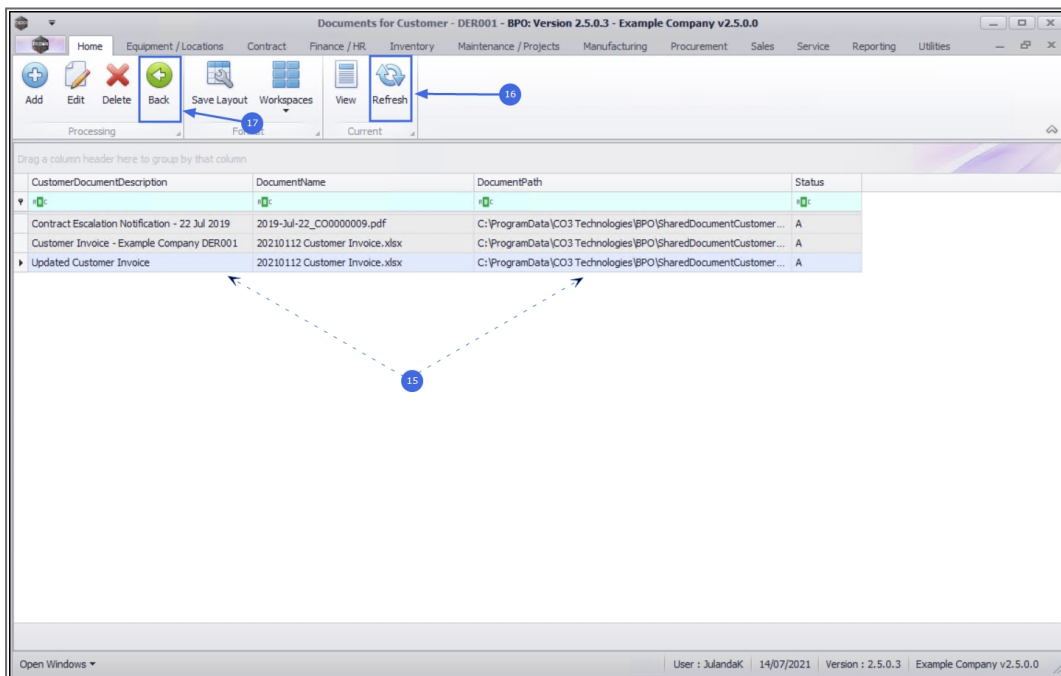 Documents for Customer - DER001 - BPO: Version 2.5.0.3 - Example Company v2.5.0.0
Home Equipment / Locations Contract Finance / HR Inventory Maintenance / Projects Manufacturing Procurement Sales Service Reporting Utilities
Add Edit Delete Back Save Layout Workspaces View Refresh
16
17
Processing Current
Drag a column header here to group by that column
CustomerDocumentDescription DocumentName DocumentPath Status
Contract Escalation Notification - 22 Jul 2019 2019-Jul-22_CO0000009.pdf C:\ProgramData\CO3 Technologies\BPO\SharedDocumentCustomer... A
Customer Invoice - Example Company DER001 20210112 Customer Invoice.xlsx C:\ProgramData\CO3 Technologies\BPO\SharedDocumentCustomer... A
Updated Customer Invoice 20210112 Customer Invoice.xlsx C:\ProgramData\CO3 Technologies\BPO\SharedDocumentCustomer... A
15
Open Windows User : JulandaK 14/07/2021 Version : 2.5.0.3 Example Company v2.5.0.0